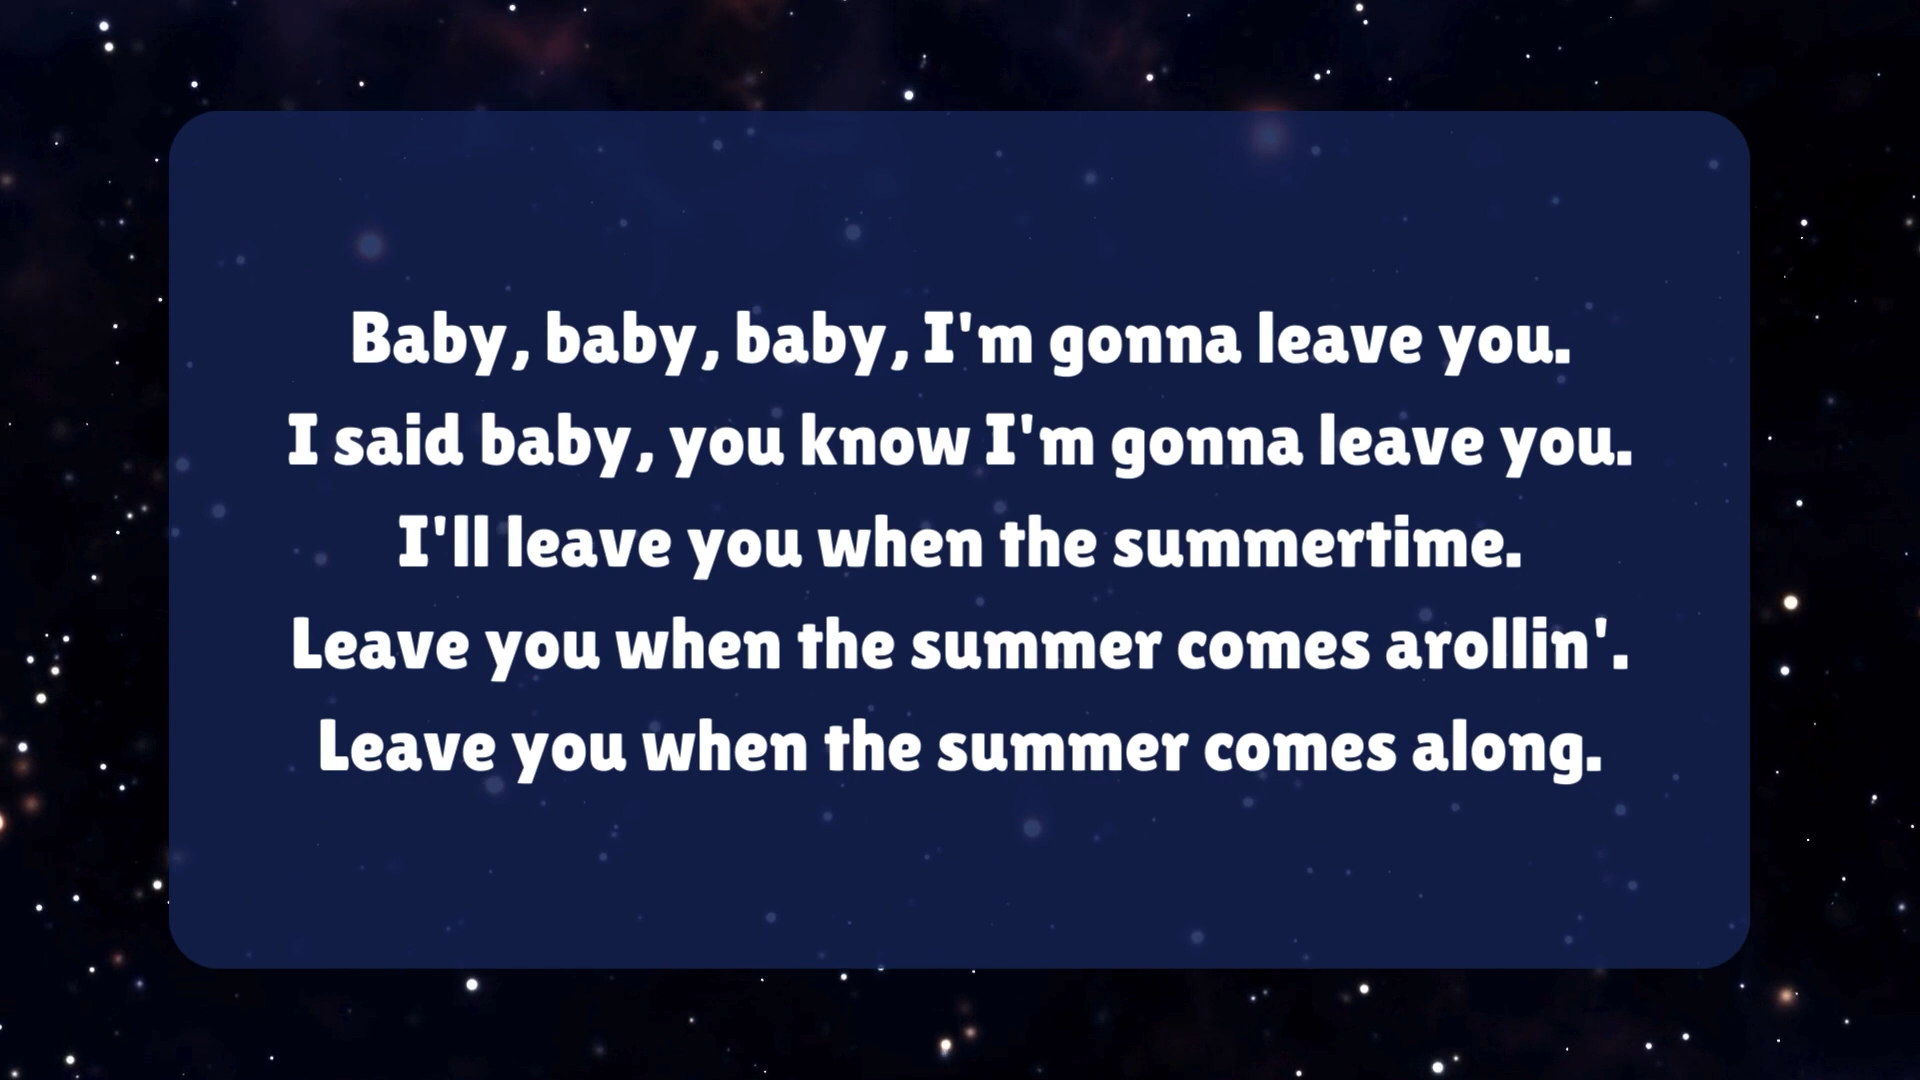 Baby, baby, baby, I'm gonna leave you.
I said baby, you know I'm gonna leave you.
I'll leave you when the summertime.
Leave you when the summer comes arollin'.
Leave you when the summer comes along.